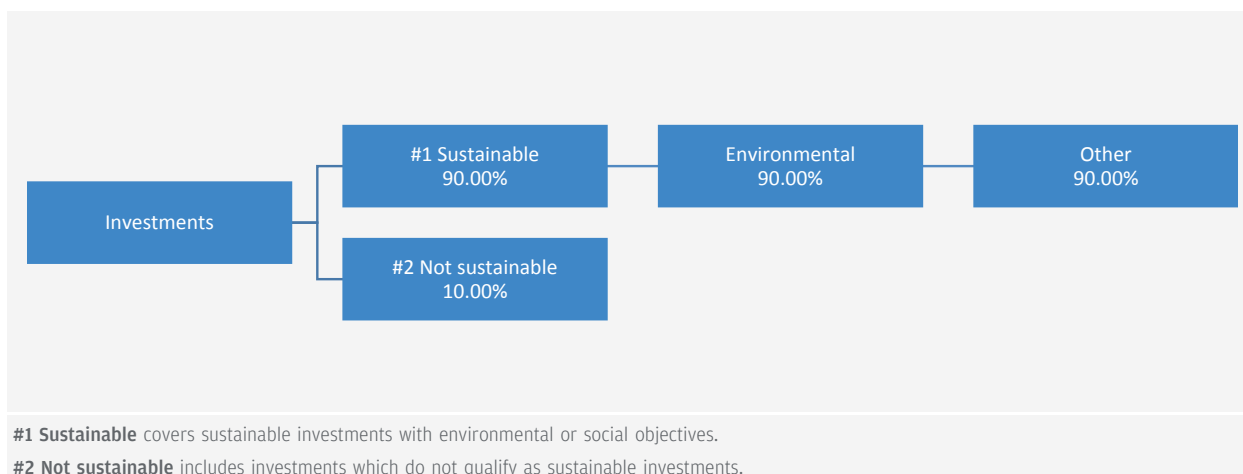 #1 Sustainable
90.00%
Environmental
90.00%
Other
90.00%
Investments
#2 Not sustainable
10.00%
#1 Sustainable covers sustainable investments with environmental or social objectives.
#2 Not sustainable includes investments which do not qualify as sustainable investments.